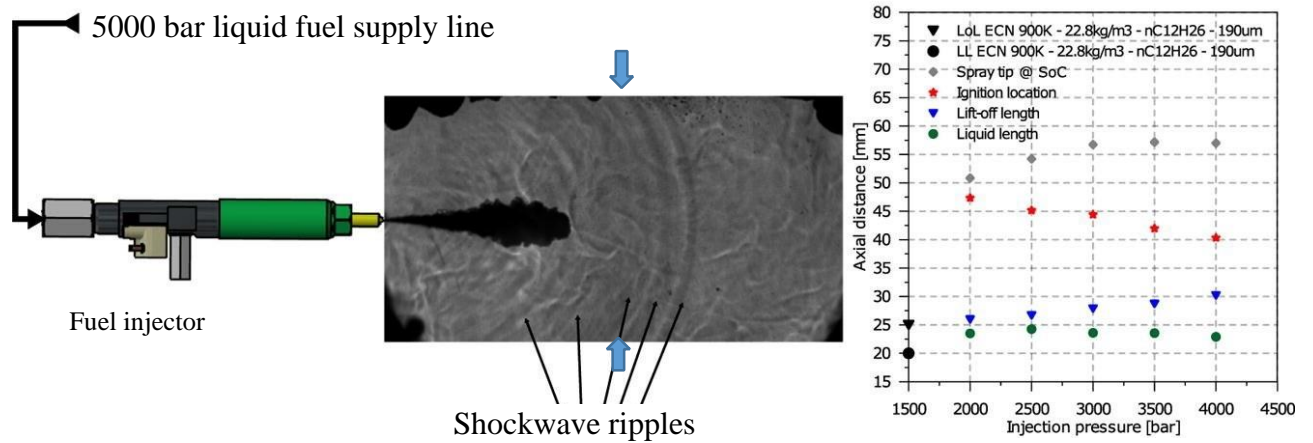 5000 bar liquid fuel supply line
Fuel injector
Shockwave ripples
80
75
70
65
60
55
50
45
40
35
30
25
20
15
Axial distance [mm]
LoL ECN 900K - 22.8kg/m3 - nC12H26 - 190um
LL ECN 900K - 22.8kg/m3 - nC12H26 - 190um
Spray tip @ SoC
Ignition location
Lift-off length
Liquid length
1500 2000 2500 3000 3500 4000 4500
Injection pressure [bar]